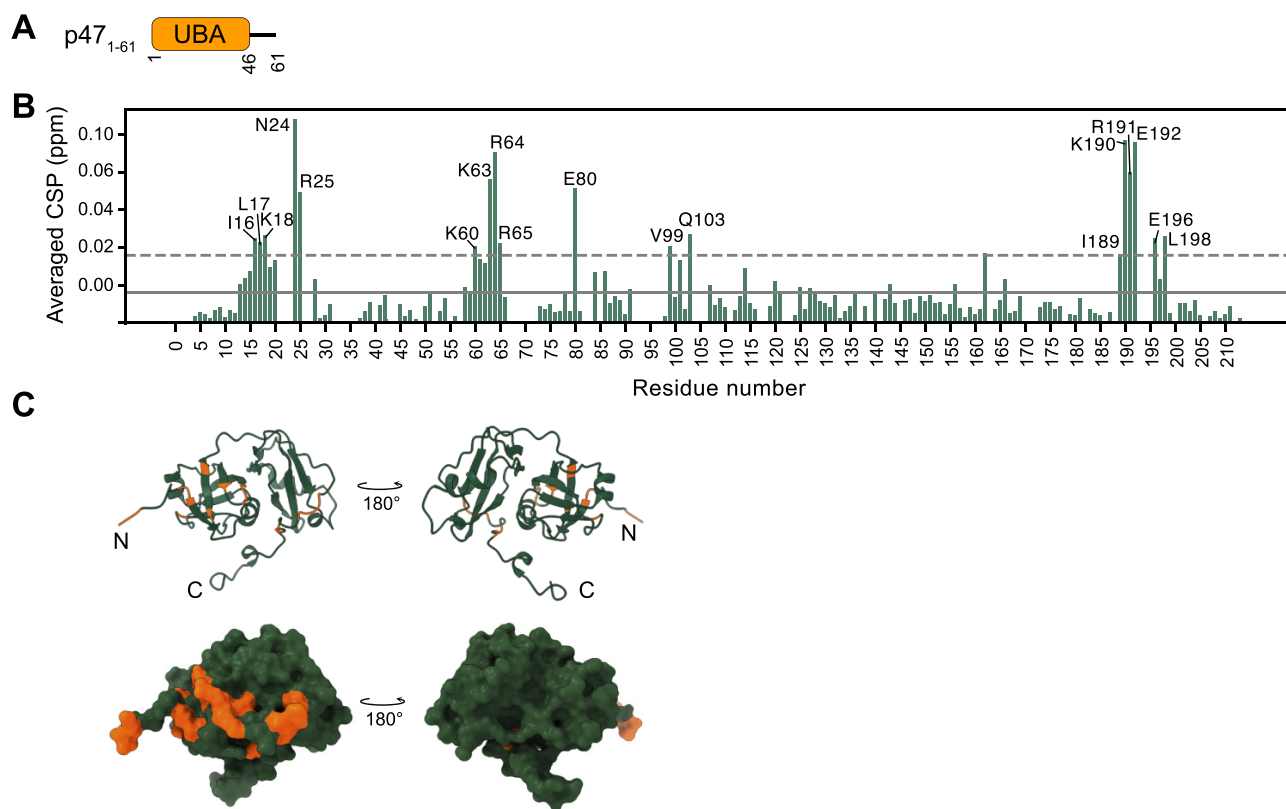 A
p47 1-61
UBA
1
46
61
B
Averaged CSP (ppm)
0.10
0.06
0.04
0.02
0.00
I16
L17
K18
N24
R25
K60
K63
R64
R65
E80
V99
Q103
I189
K190
R191
E192
E196
L198
0 5 10 15 20 25 30 35 40 45 50 55 60 65 70 75 80 85 90 95 100 105 110 115 120 125 130 135 140 145 150 155 160 165 170 175 180 185 190 195 200 205 210
Residue number
C
N
C
180°
N
C
180°